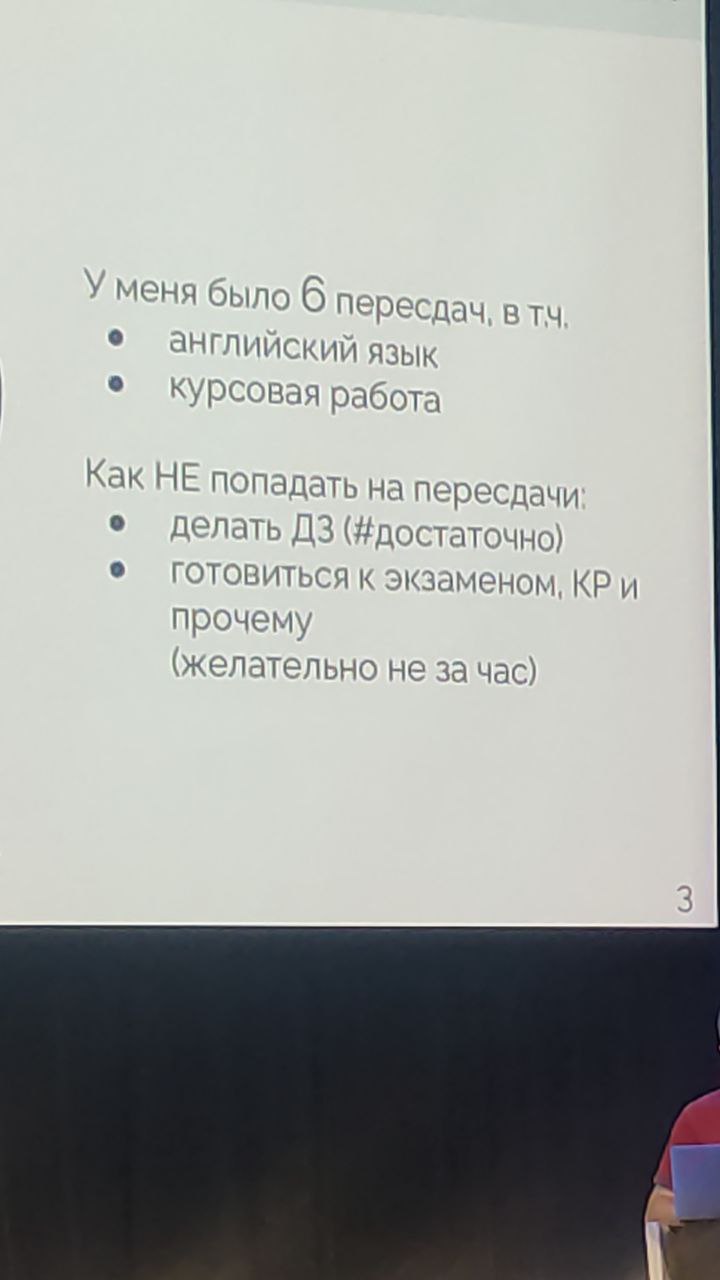 У меня было 6 пересдач, в т.ч.
● английский язык
● курсовая работа
Как НЕ попадать на пересдачи:
● делать ДЗ (#достаточно)
● готовиться к экзаменом, КР и
прочему
(желательно не за час)
3